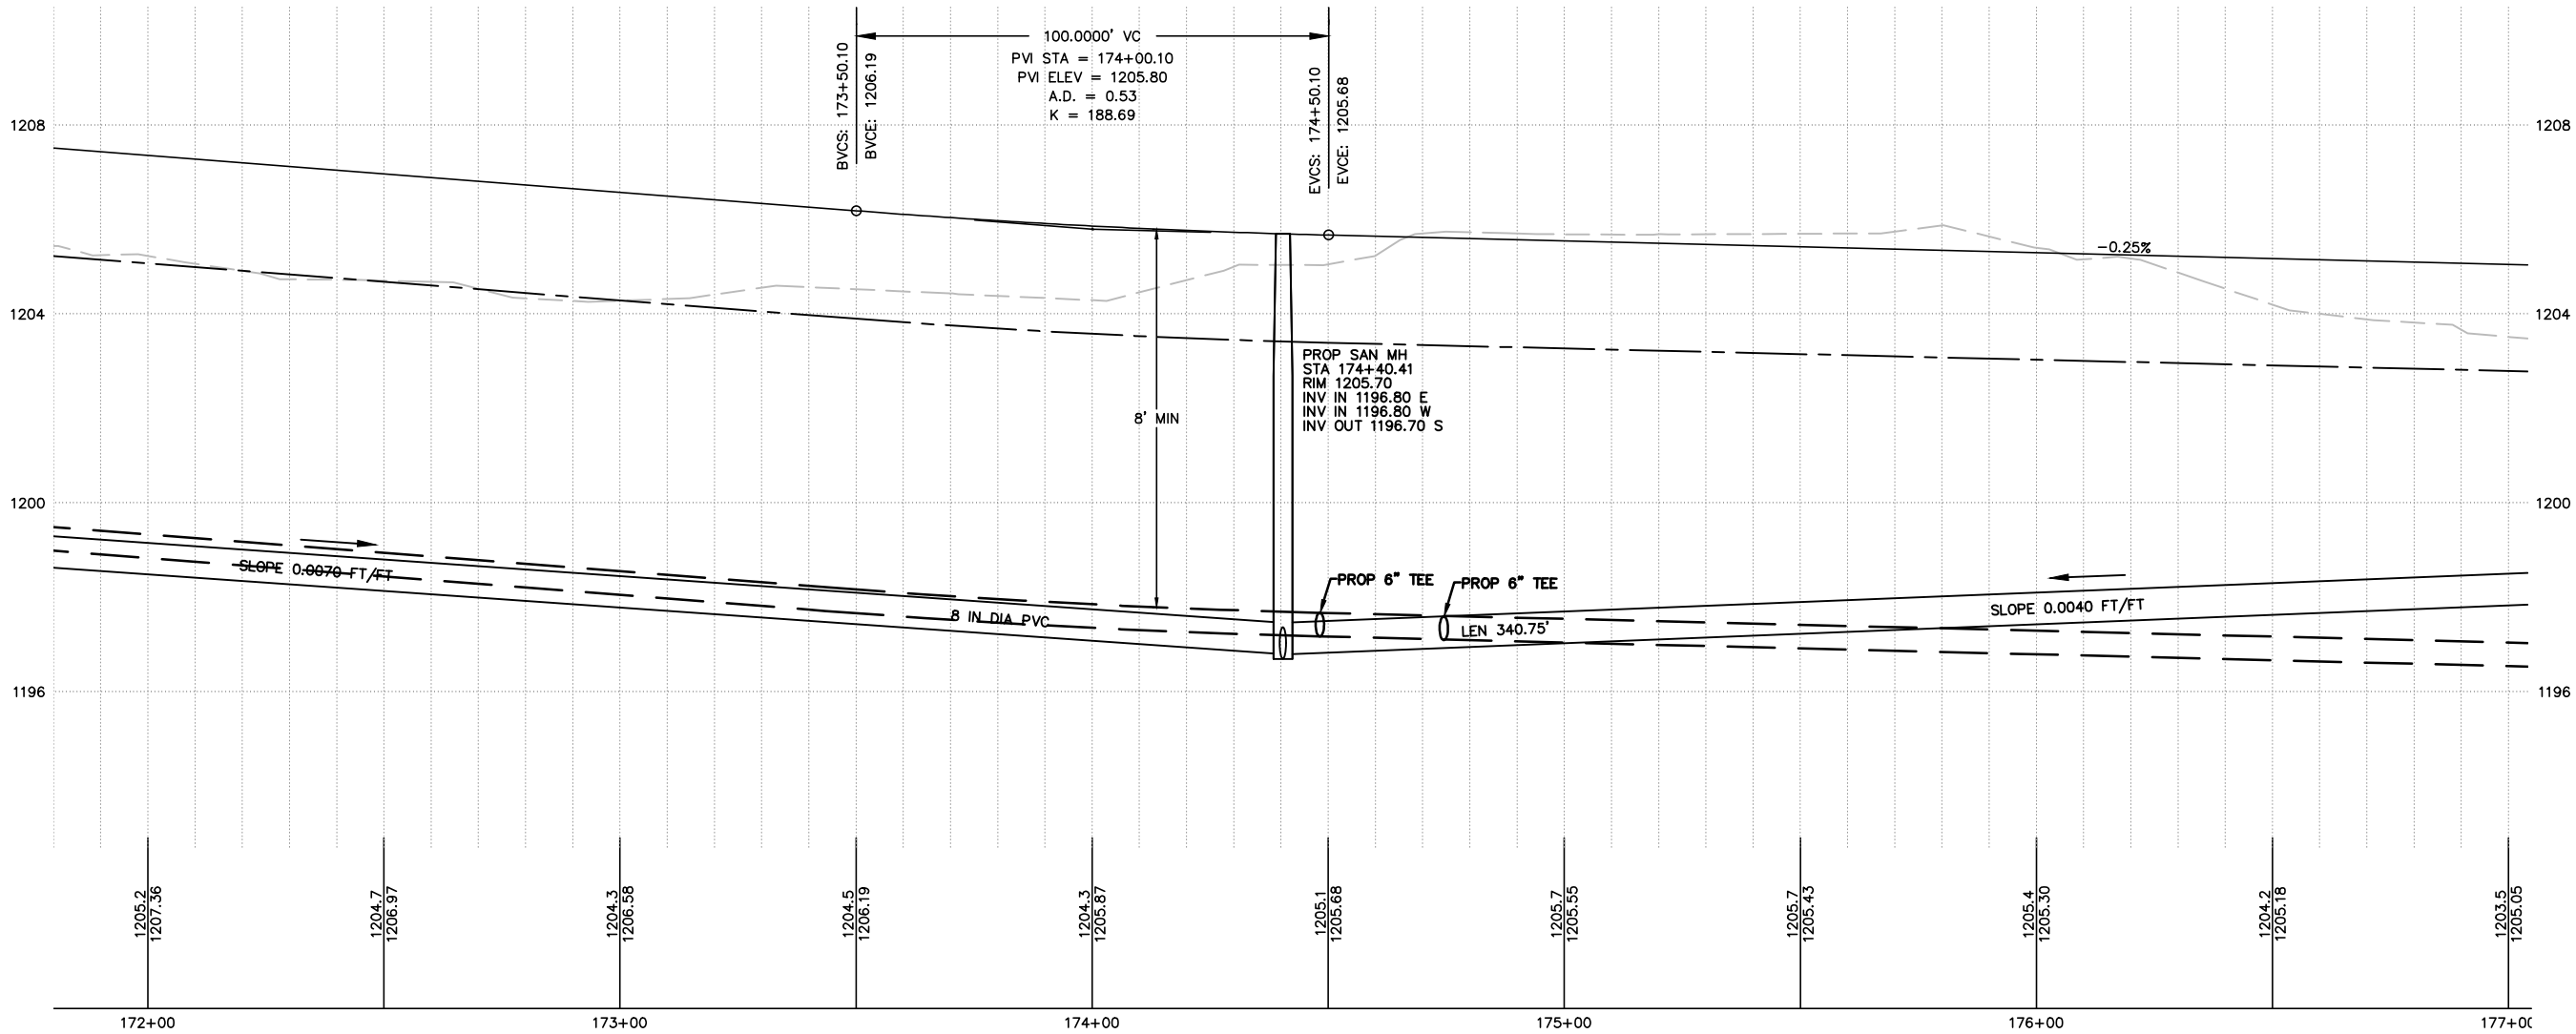 100.0000' VC
PVI STA = 174+00.10
PVI ELEV = 1205.80
A.D. = 0.53
K = 188.69
BVCS: 173+50.10
BVCE: 1206.19
EVCS: 174+50.10
EVCE: 1205.68
1208
1208
-0.25%
1204
1204
PROP SAN MH
STA 174+40.41
RIM 1205.70
INV IN 1196.80 E
INV IN 1196.80 W
INV OUT 1196.70 S
8' MIN
1200
1200
SLOPE 0.0070 FT/FT
PROP 6" TEE
PROP 6" TEE
SLOPE 0.0040 FT/FT
8 IN DIA PVC
LEN 340.75'
1196
1196
1205.2
1207.36
1204.7
1206.97
1204.3
1206.58
1204.5
1206.19
1204.3
1205.87
1205.1
1205.68
1205.7
1205.55
1205.7
1205.43
1205.4
1205.30
1204.2
1205.18
1203.5
1205.05
172+00
173+00
174+00
175+00
176+00
177+0